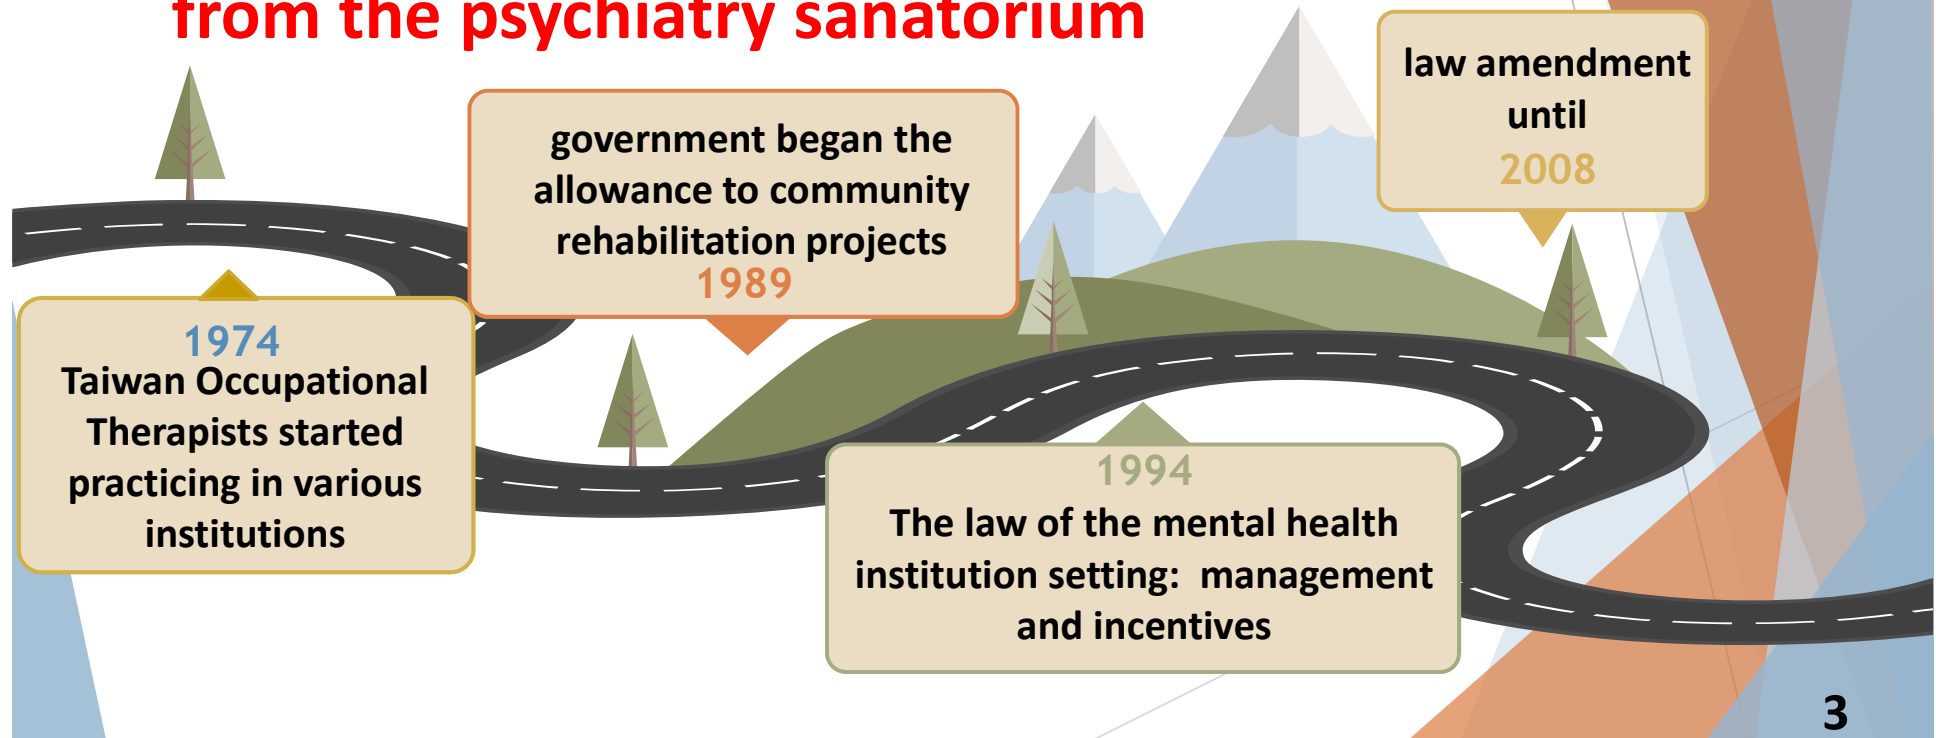 from the psychiatry sanatorium
1974
Taiwan Occupational
Therapists started
practicing in various
institutions
government began the
allowance to community
rehabilitation projects
1989
1994
The law of the mental health
institution setting:  management
and incentives
law amendment
until
2008
3